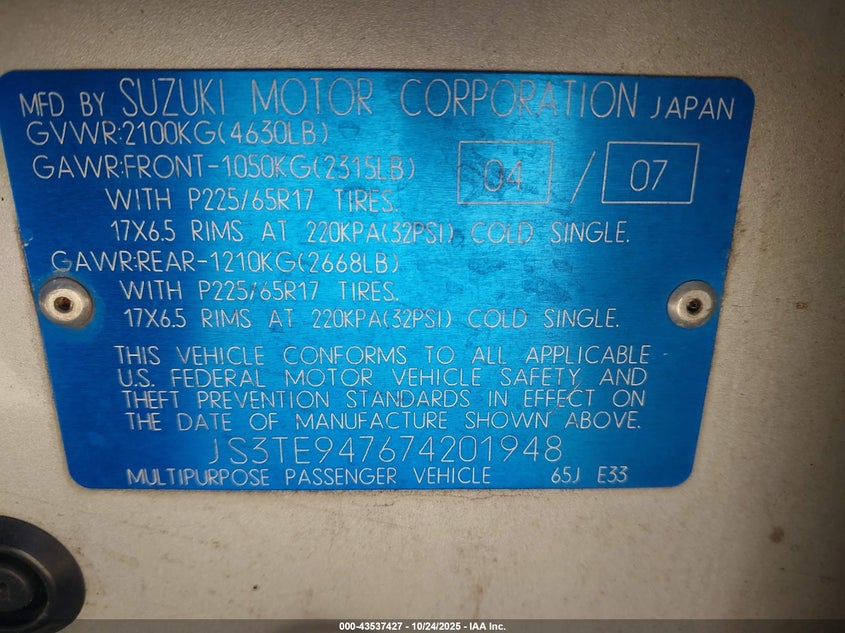 MFD BY SUZUKI MOTOR CORPORATION JAPAN
GVWR:2100KG(4630LB)
GAWR:FRONT-1050KG(2315LB) 04 / 07
WITH P225/65R17 TIRES.
17X6.5 RIMS AT 220KPA(32PSI) COLD SINGLE.
GAWR:REAR-1210KG(2668LB)
WITH P225/65R17 TIRES.
17X6.5 RIMS AT 220KPA(32PSI) COLD SINGLE.
THIS VEHICLE CONFORMS TO ALL APPLICABLE
U.S. FEDERAL MOTOR VEHICLE SAFETY AND
THEFT PREVENTION STANDARDS IN EFFECT ON
THE DATE OF MANUFACTURE SHOWN ABOVE.
JS3TE947674201948
MULTIPURPOSE PASSENGER VEHICLE 65J E33
000-43537427 - 10/24/2025 - IAA Inc.